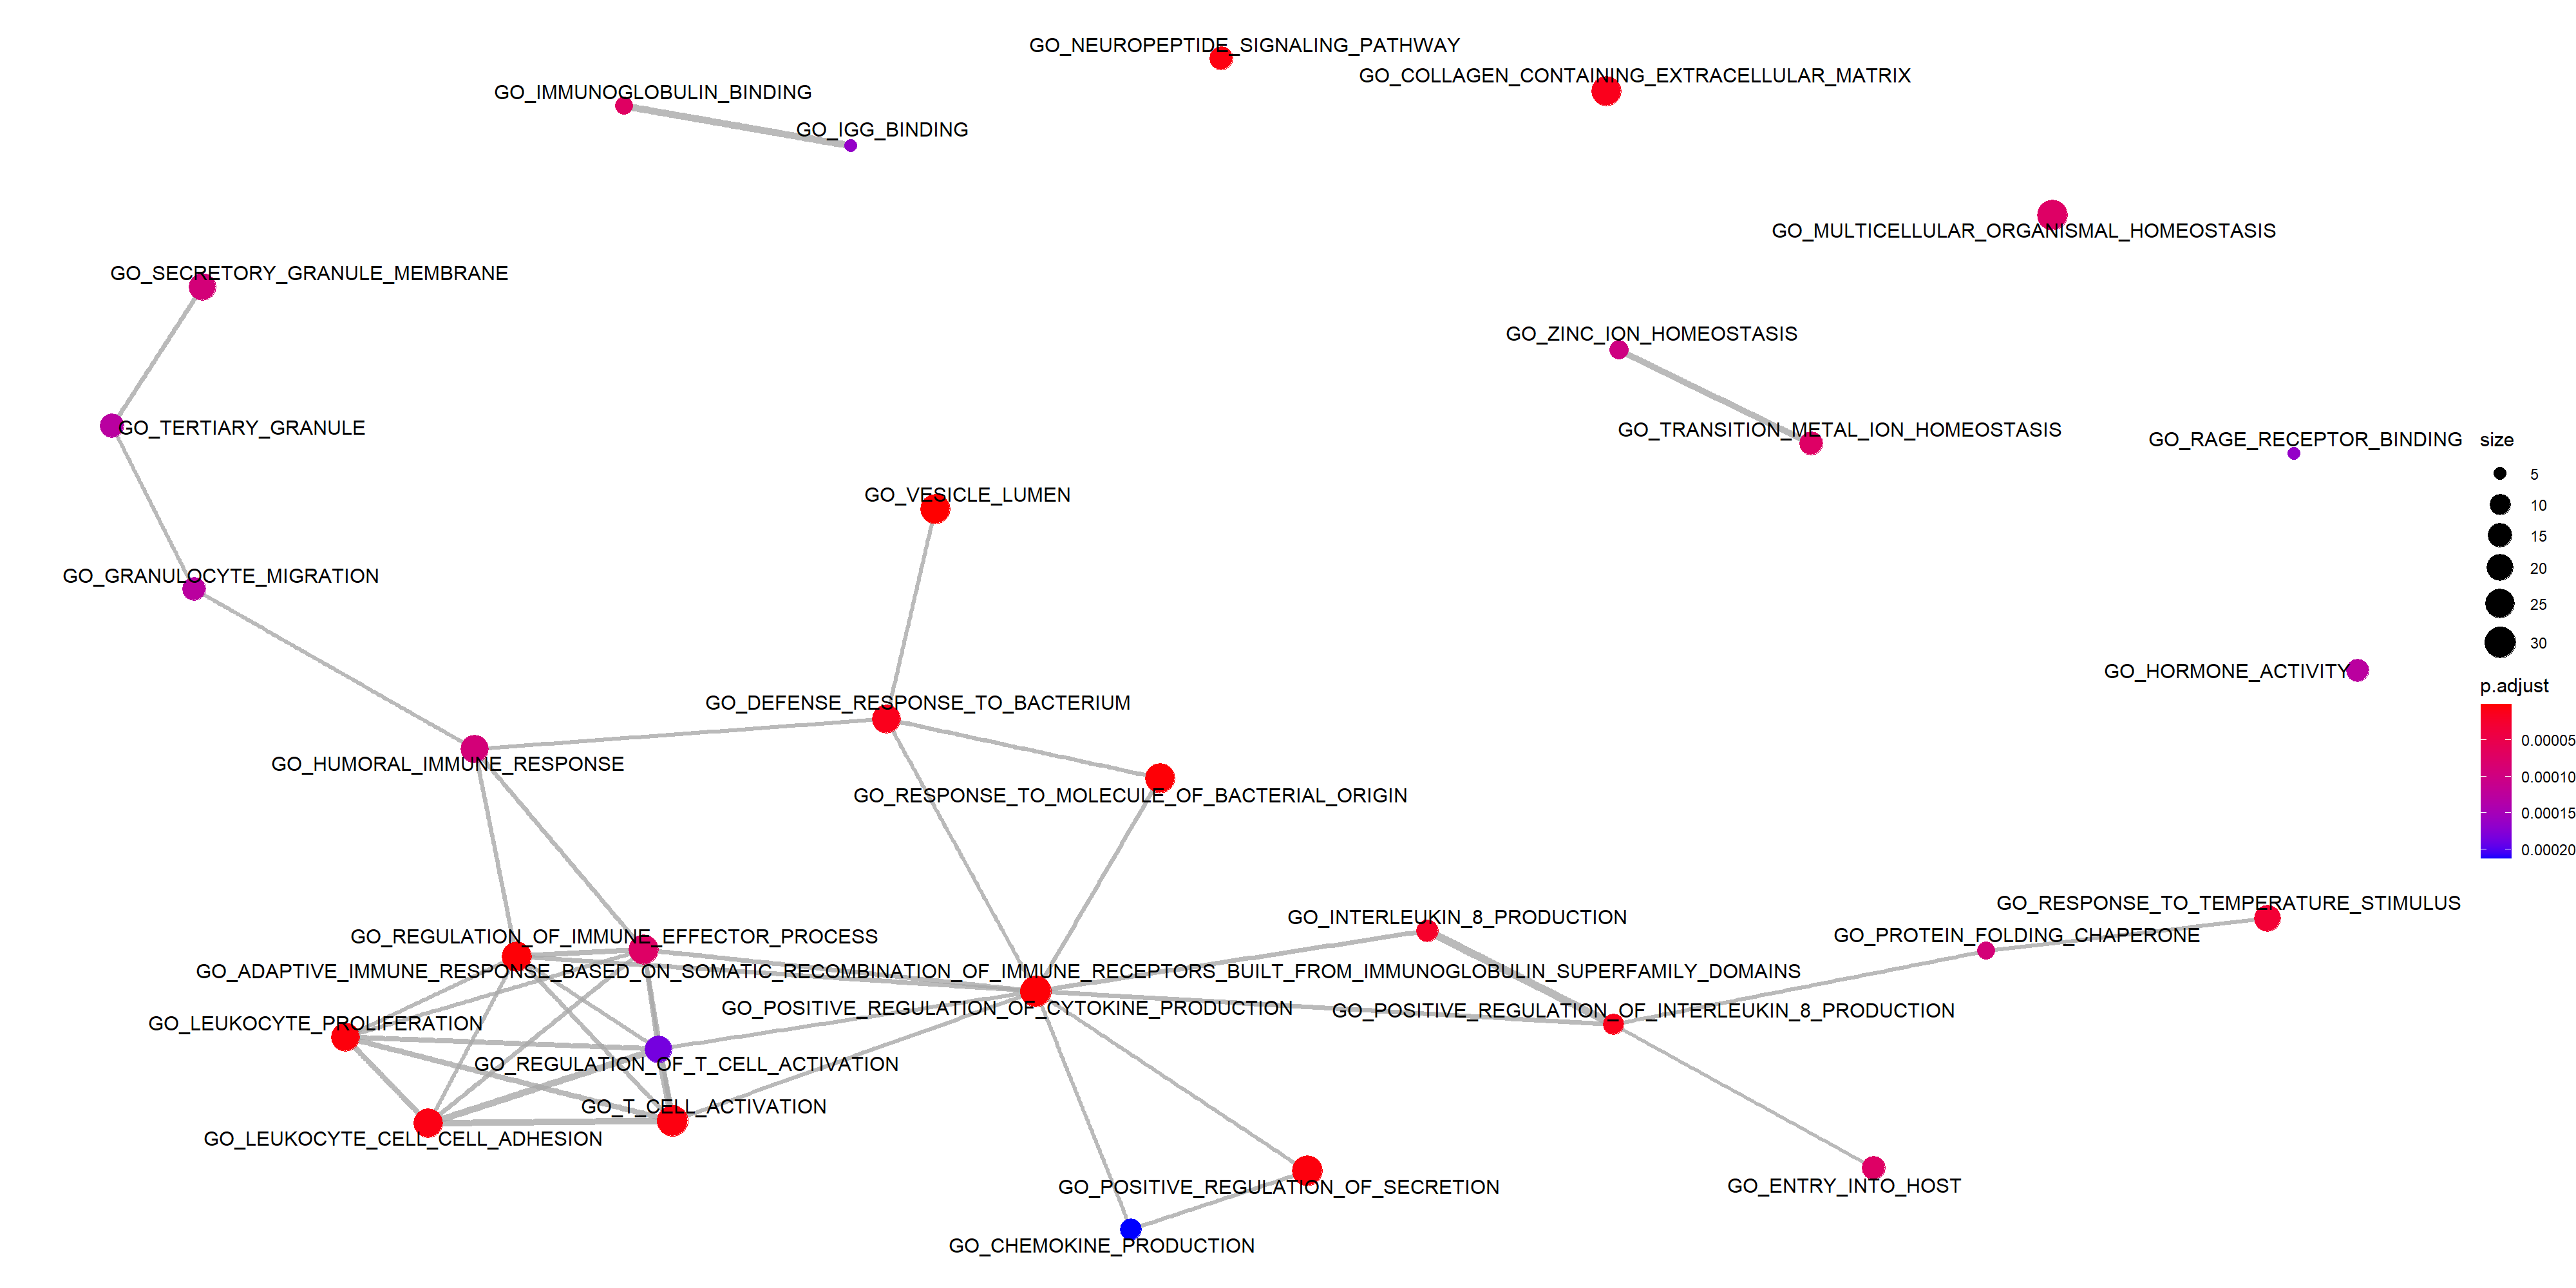 GO_NEUROPEPTIDE_SIGNALING_PATHWAY
GO_COLLAGEN_CONTAINING_EXTRACELLULAR_MATRIX
GO_IMMUNOGLOBULIN_BINDING
GO_IGG_BINDING
GO_MULTICELLULAR_ORGANISMAL_HOMEOSTASIS
GO_SECRETORY_GRANULE_MEMBRANE
GO_ZINC_ION_HOMEOSTASIS
GO_TERTIARY_GRANULE
GO_TRANSITION_METAL_ION_HOMEOSTASIS
GO_RAGE_RECEPTOR_BINDING
size
5
10
15
20
25
30
GO_VESICLE_LUMEN
GO_GRANULOCYTE_MIGRATION
GO_HORMONE_ACTIVITY
p.adjust
0.00005
0.00010
0.00015
0.00020
GO_DEFENSE_RESPONSE_TO_BACTERIUM
GO_HUMORAL_IMMUNE_RESPONSE
GO_RESPONSE_TO_MOLECULE_OF_BACTERIAL_ORIGIN
GO_RESPONSE_TO_TEMPERATURE_STIMULUS
GO_INTERLEUKIN_8_PRODUCTION
GO_REGULATION_OF_IMMUNE_EFFECTOR_PROCESS
GO_PROTEIN_FOLDING_CHAPERONE
GO_ADAPTIVE_IMMUNE_RESPONSE_BASED_ON_SOMATIC_RECOMBINATION_OF_IMMUNE_RECEPTORS_BUILT_FROM_IMMUNOGLOBULIN_SUPERFAMILY_DOMAINS
GO_POSITIVE_REGULATION_OF_CYTOKINE_PRODUCTION
GO_POSITIVE_REGULATION_OF_INTERLEUKIN_8_PRODUCTION
GO_LEUKOCYTE_PROLIFERATION
GO_REGULATION_OF_T_CELL_ACTIVATION
GO_T_CELL_ACTIVATION
GO_LEUKOCYTE_CELL_CELL_ADHESION
GO_POSITIVE_REGULATION_OF_SECRETION
GO_ENTRY_INTO_HOST
GO_CHEMOKINE_PRODUCTION